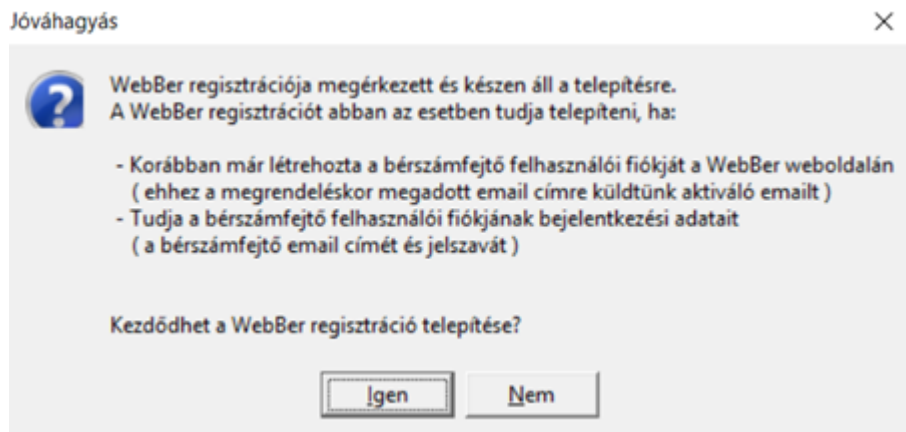 Jóváhagyás
WebBer regisztrációja megérkezett és készen áll a telepítésre.
A WebBer regisztrációt abban az esetben tudja telepíteni, ha:
- Korábban már létrehozta a bérszámfejtő felhasználói fiókját a WebBer weboldalán
( ehhez a megrendeléskor megadott email címre küldtünk aktiváló emailt )
- Tudja a bérszámfejtő felhasználói fiókjának bejelentkezési adatait
( a bérszámfejtő email címét és jelszavát )
Kezdődhet a WebBer regisztráció telepítése?
Igen
Nem